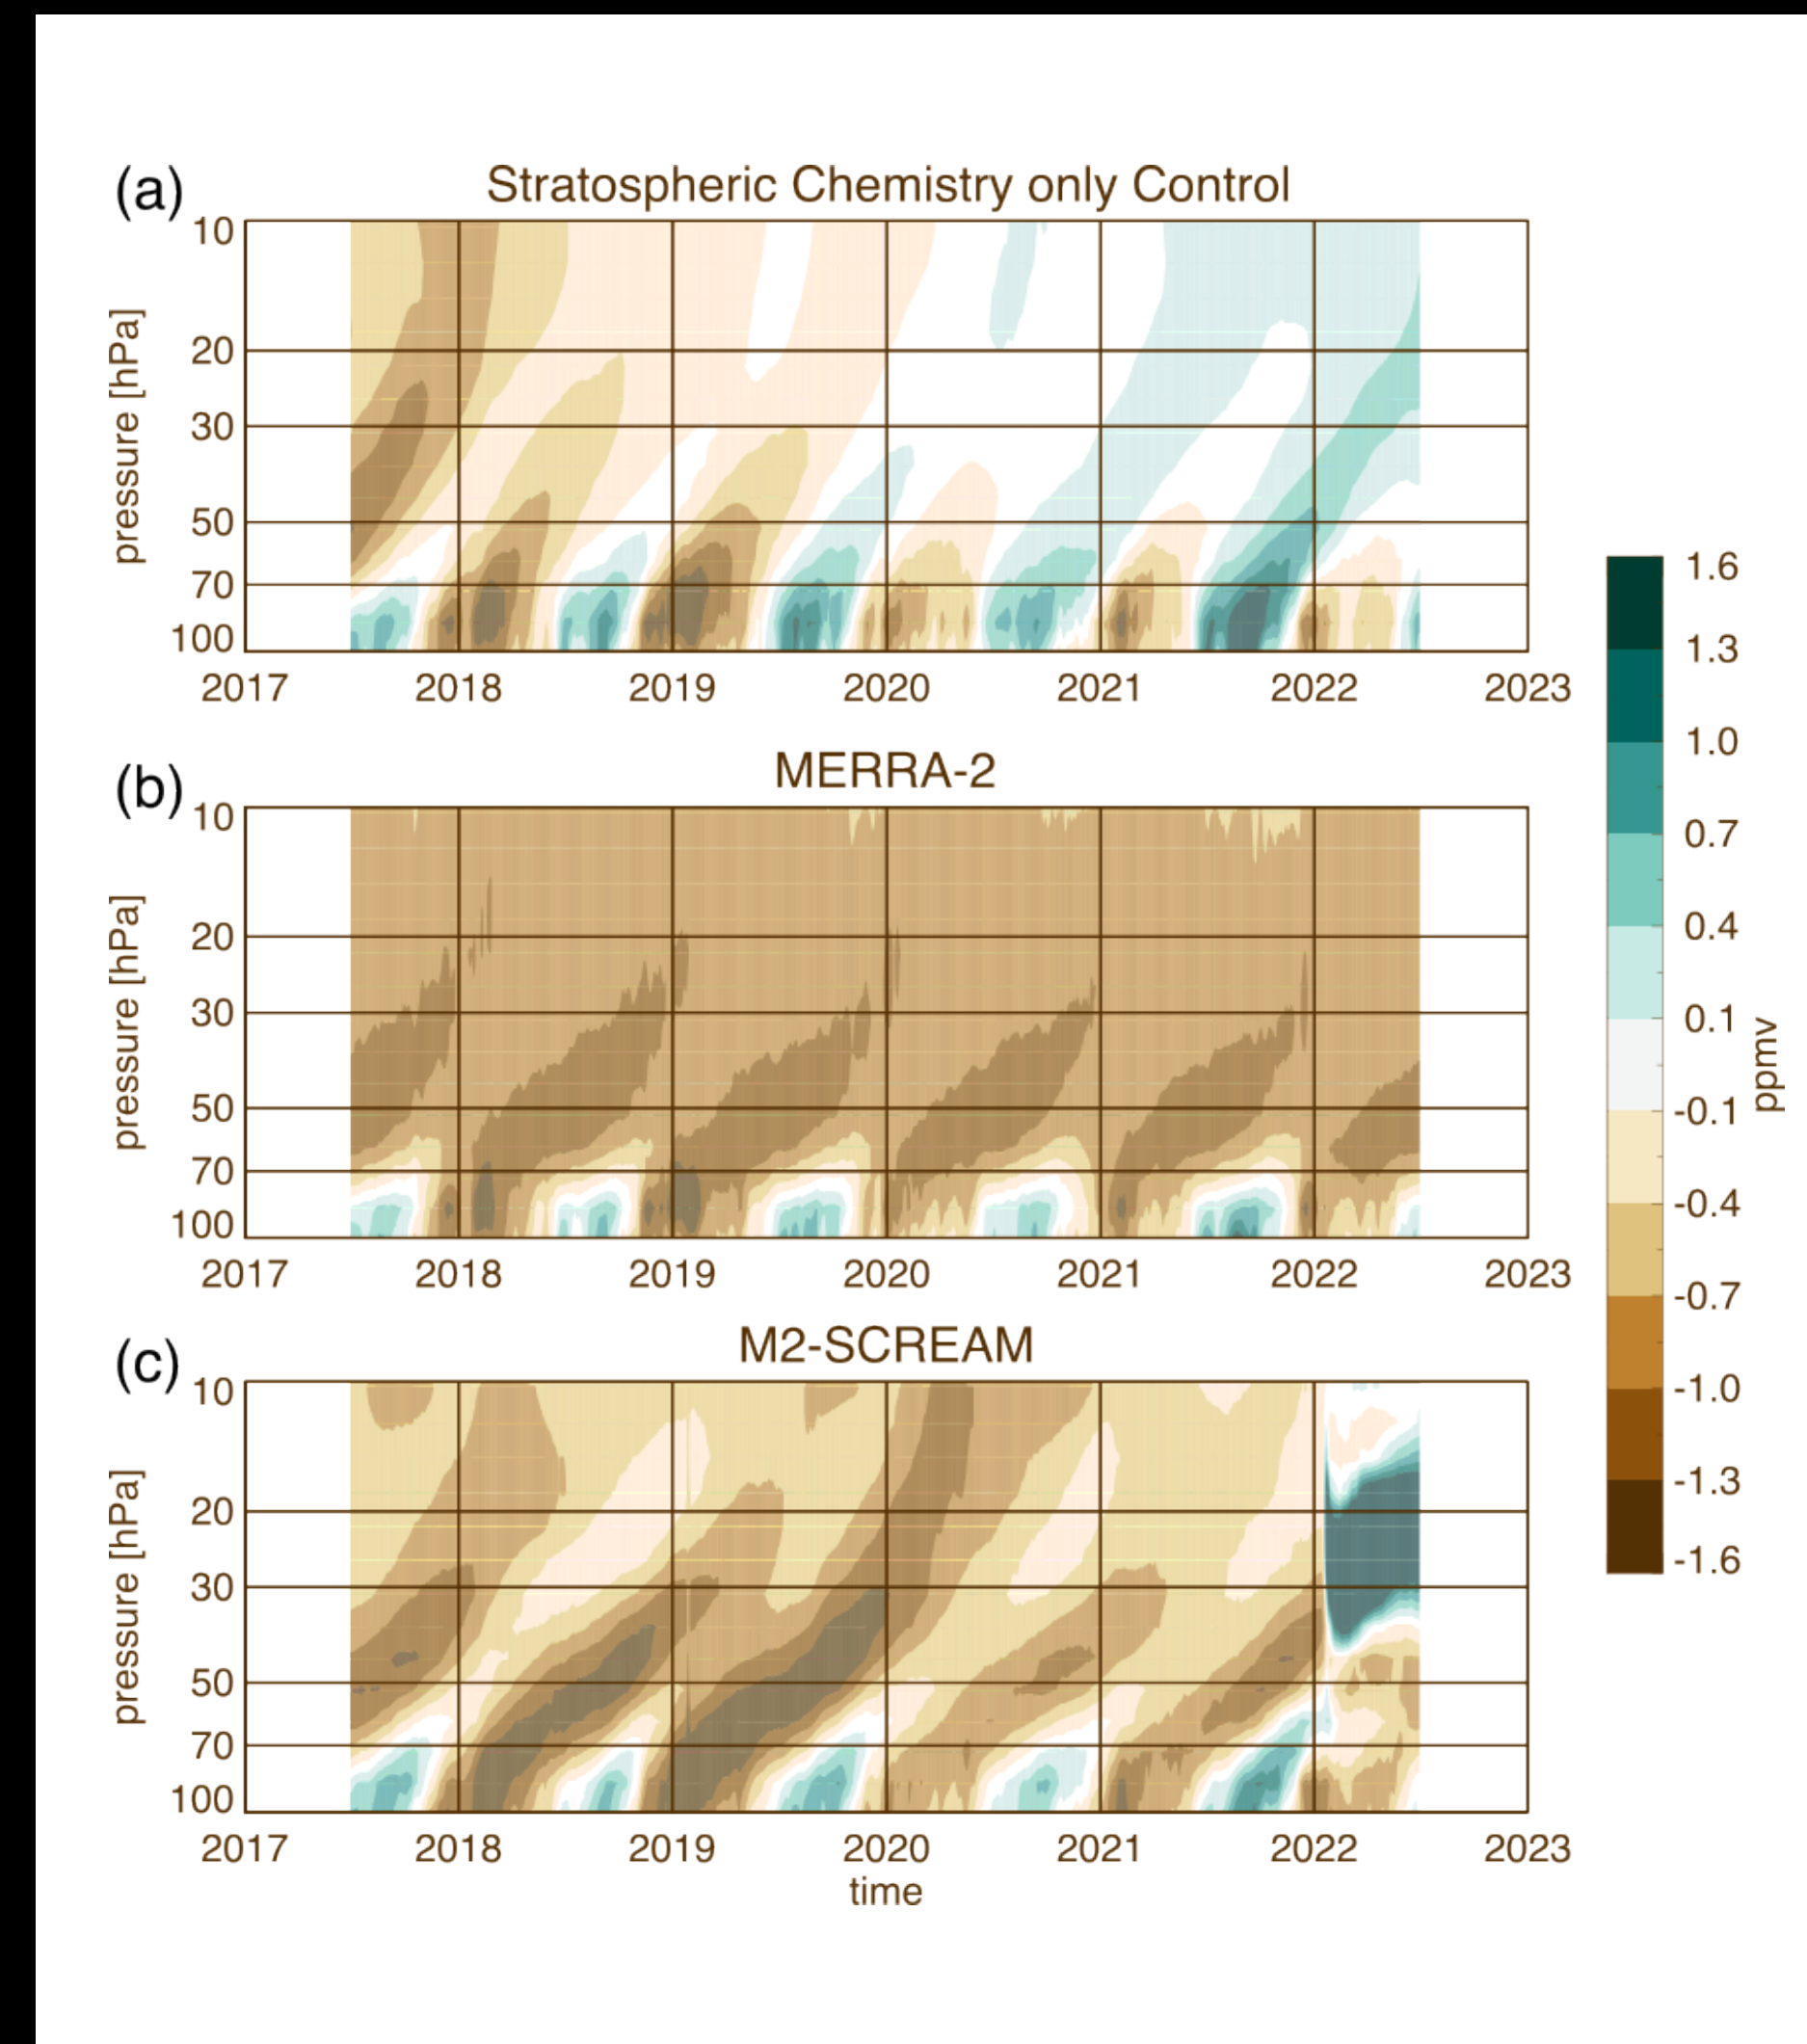 (a) Stratospheric Chemistry only Control
10
20
30
50
70
100
pressure [hPa]
2017 2018 2019 2020 2021 2022 2023
(b) MERRA-2
10
20
30
50
70
100
pressure [hPa]
2017 2018 2019 2020 2021 2022 2023
(c) M2-SCREAM
10
20
30
50
70
100
pressure [hPa]
2017 2018 2019 2020 2021 2022 2023
time
1.6
1.3
1.0
0.7
0.4
0.1
-0.1
-0.4
-0.7
-1.0
-1.3
-1.6
ppmv